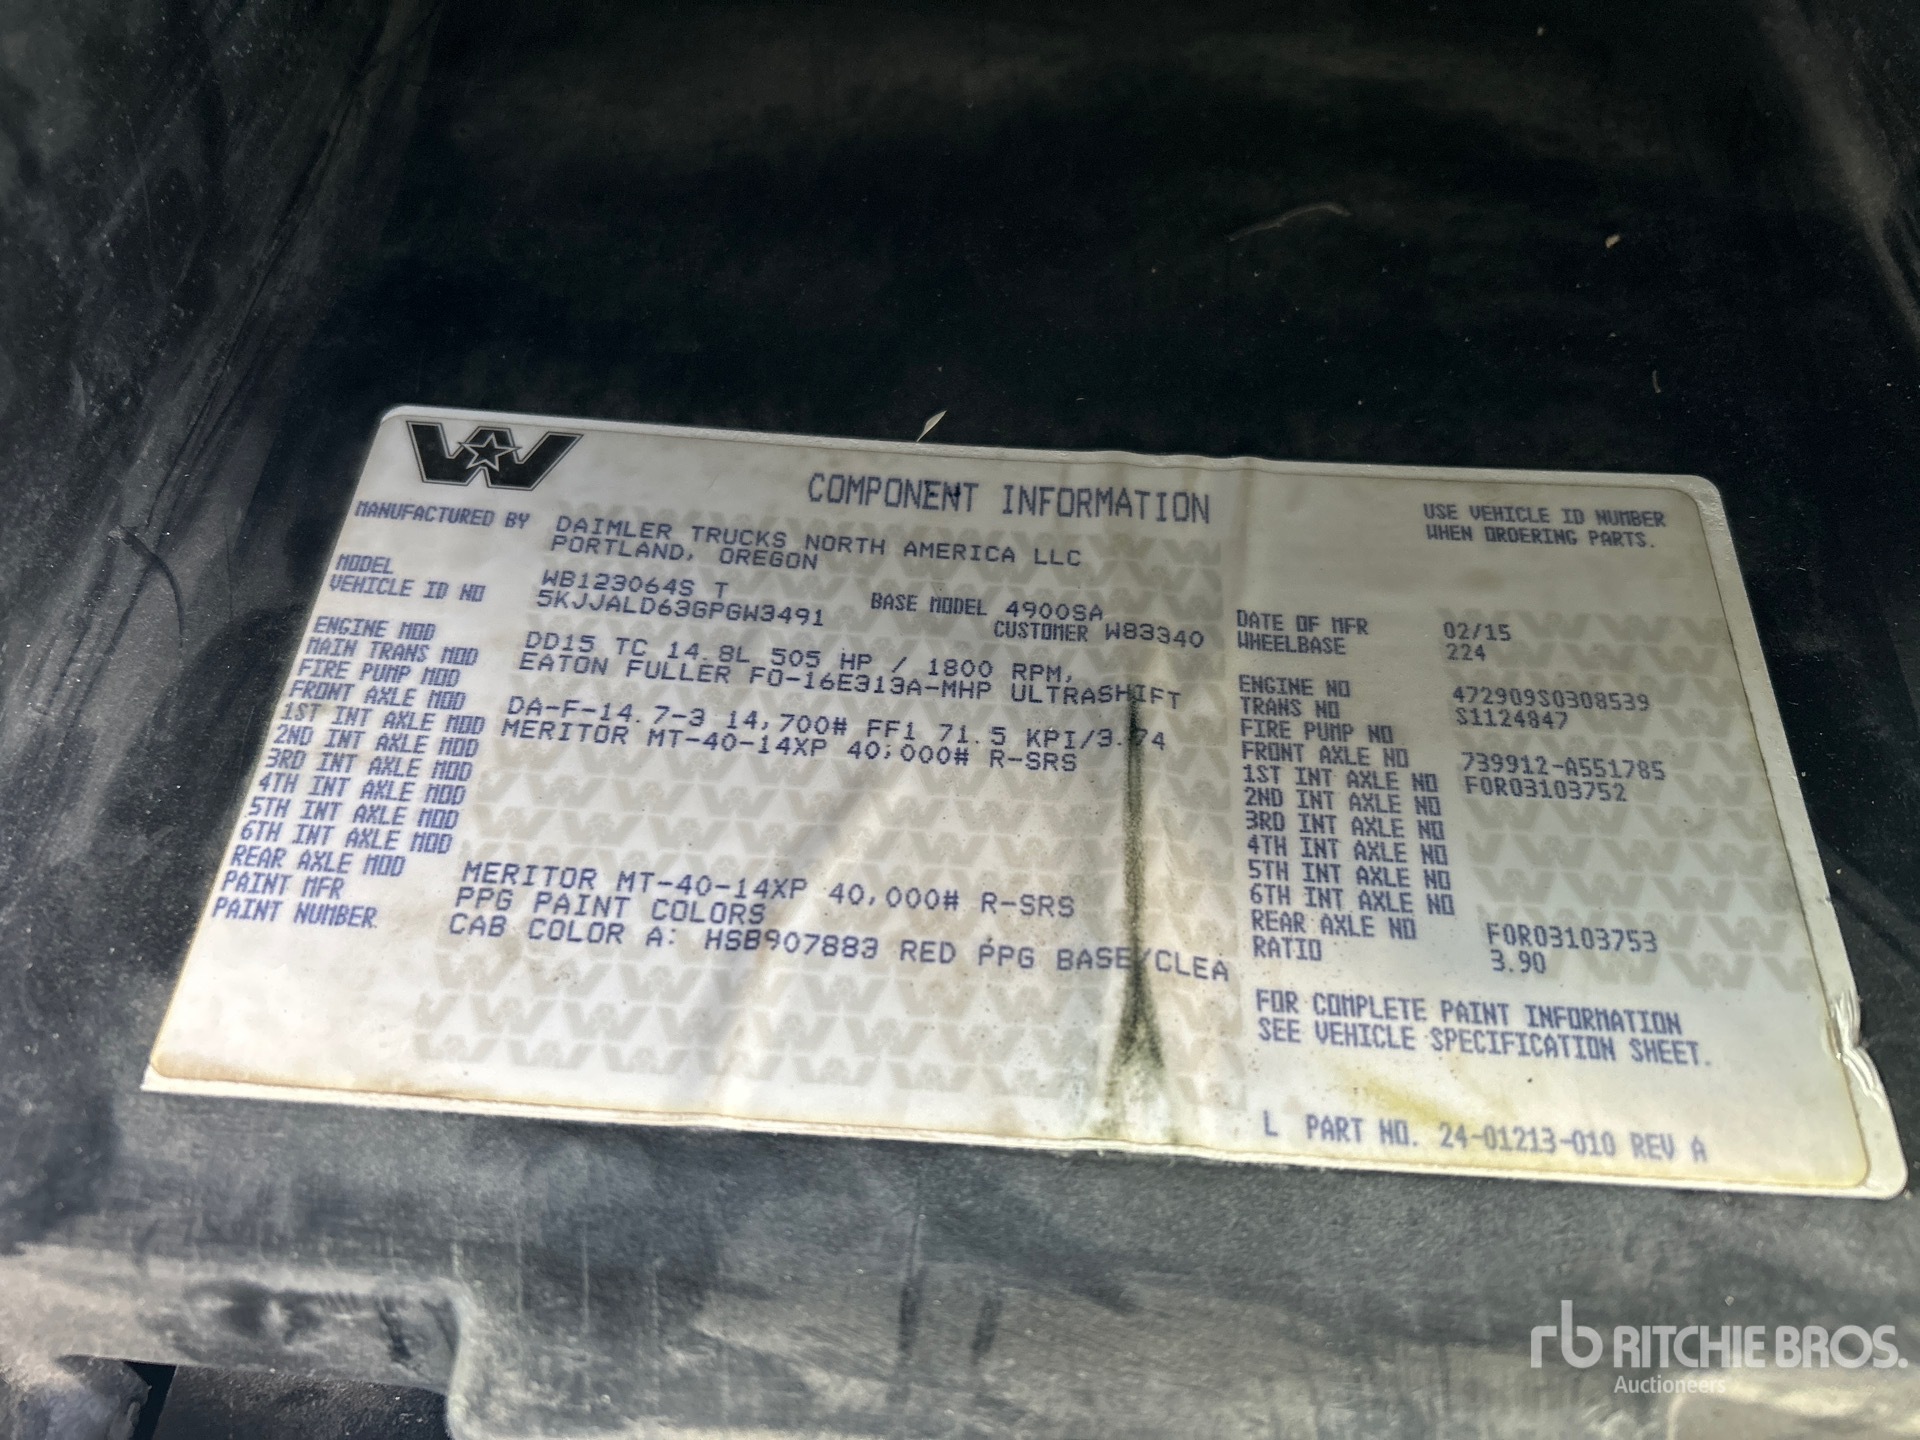 COMPONENT INFORMATION
USE VEHICLE ID NUMBER
WHEN ORDERING PARTS.
MANUFACTURED BY DAIMLER TRUCKS NORTH AMERICA LLC
PORTLAND, OREGON
MODEL WB123064S T BASE MODEL 4900SA
VEHICLE ID NO 5KJJALD63GPGW3491 CUSTOMER W83340
DATE OF MFR 02/15
WHEELBASE 224
ENGINE MOD DD15 TC 14.8L 505 HP / 1800 RPM,
MAIN TRANS MOD EATON FULLER FO-16E313A-MHP ULTRASHIFT
FIRE PUMP MOD
FRONT AXLE MOD DA-F-14.7-3 14,700# FF1 71.5 KPI/3.74
1ST INT AXLE MOD MERITOR MT-40-14XP 40,000# R-SRS
2ND INT AXLE MOD
3RD INT AXLE MOD
4TH INT AXLE MOD
5TH INT AXLE MOD
6TH INT AXLE MOD
REAR AXLE MOD MERITOR MT-40-14XP 40,000# R-SRS
PAINT MFR PPG PAINT COLORS
PAINT NUMBER CAB COLOR A: HSB907883 RED PPG BASE/CLEA
ENGINE NO 472909S0308539
TRANS NO S1124847
FIRE PUMP NO
FRONT AXLE NO 739912-A551785
1ST INT AXLE NO FOR03103752
2ND INT AXLE NO
3RD INT AXLE NO
4TH INT AXLE NO
5TH INT AXLE NO
6TH INT AXLE NO
REAR AXLE NO FOR03103753
RATIO 3.90
FOR COMPLETE PAINT INFORMATION
SEE VEHICLE SPECIFICATION SHEET.
L PART NO. 24-01213-010 REV A
rb RITCHIE BROS.
Auctioneers